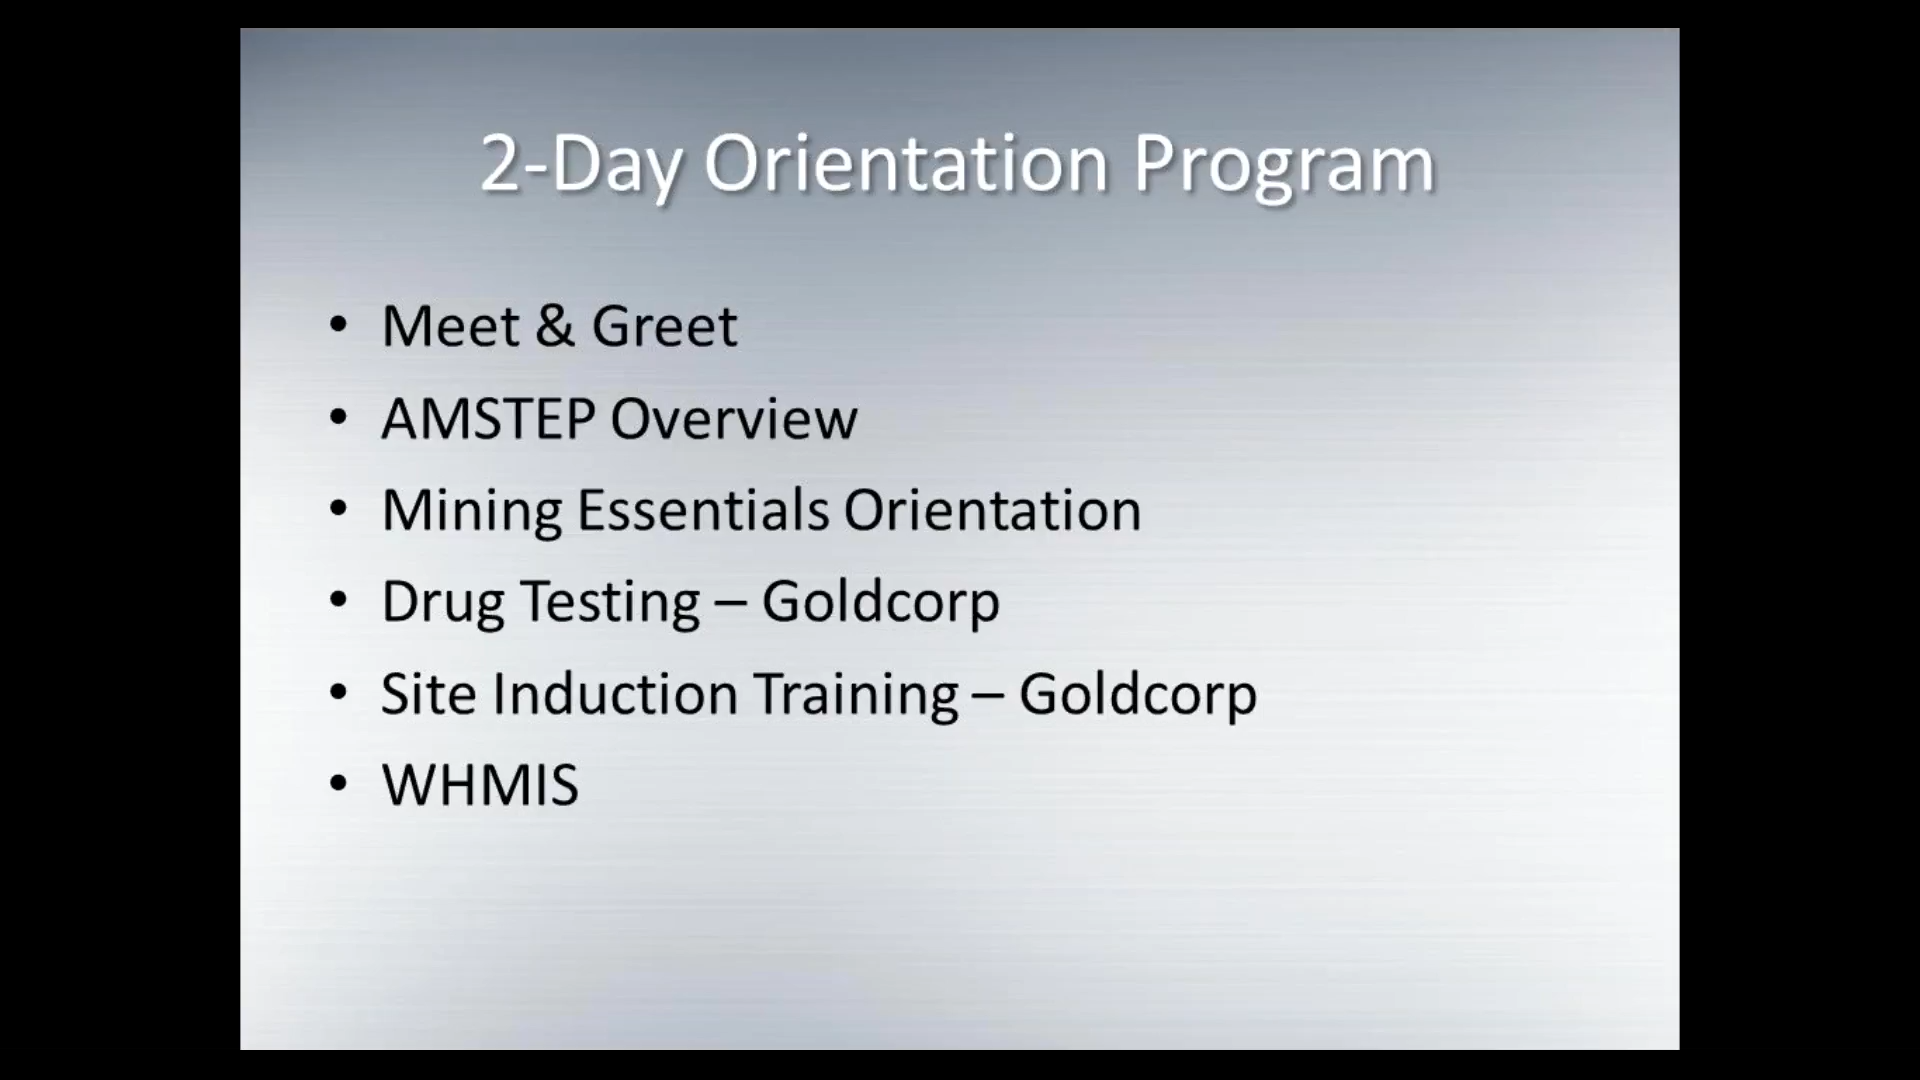 2-Day Orientation Program
• Meet & Greet
• AMSTEP Overview
• Mining Essentials Orientation
• Drug Testing – Goldcorp
• Site Induction Training – Goldcorp
• WHMIS